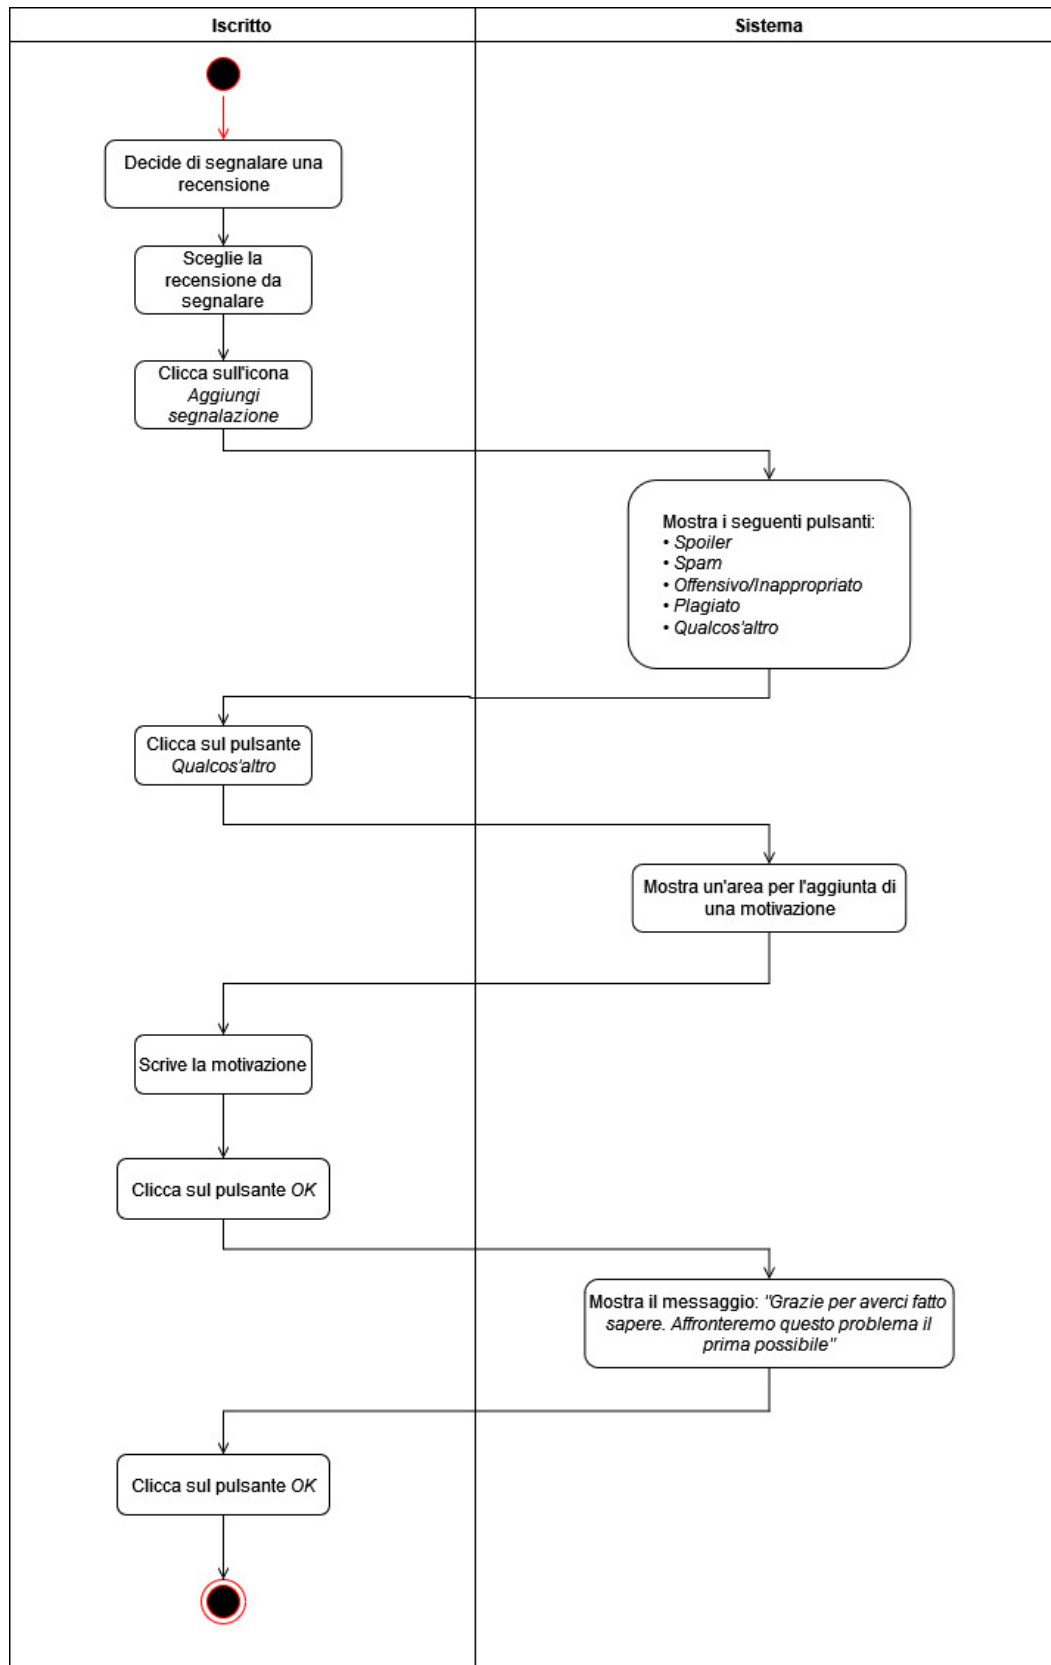 Iscritto
Sistema
Decide di segnalare una
recensione
Sceglie la
recensione da
segnalare
Clicca sull'icona
Aggiungi
segnalazione
Mostra i seguenti pulsanti:
• Spoiler
• Spam
• Offensivo/Inappropriato
• Plagiato
• Qualcos'altro
Clicca sul pulsante
Qualcos'altro
Mostra un'area per l'aggiunta di
una motivazione
Scrive la motivazione
Clicca sul pulsante OK
Mostra il messaggio: "Grazie per averci fatto
sapere. Affronteremo questo problema il
prima possibile"
Clicca sul pulsante OK